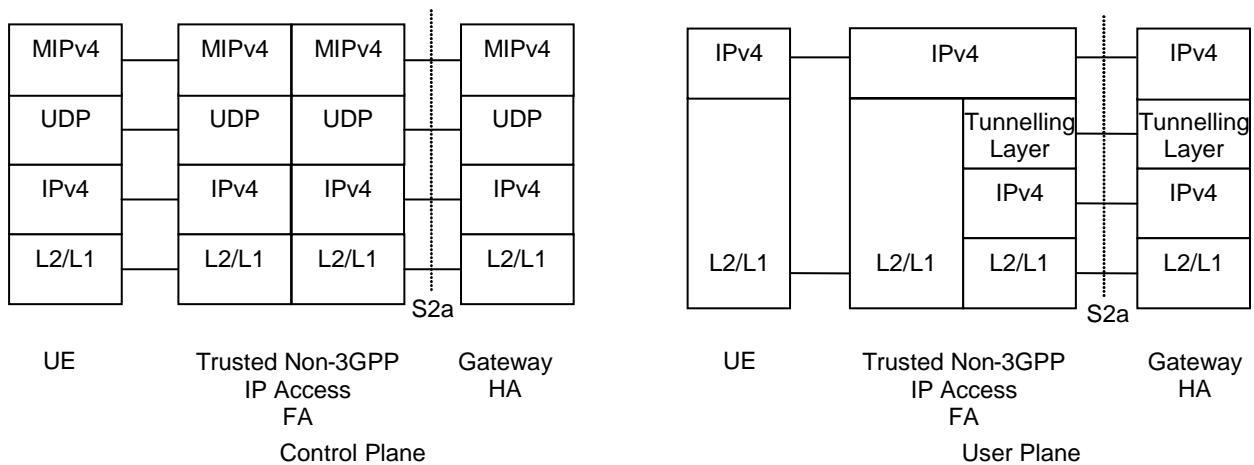 MIPv4 MIPv4 MIPv4 MIPv4
UDP UDP UDP UDP
IPv4 IPv4 IPv4 IPv4
L2/L1 L2/L1 L2/L1 L2/L1
S2a
UE Trusted Non-3GPP Gateway
IP Access HA
FA
Control Plane
IPv4 IPv4 IPv4
Tunnelling Tunnelling
Layer Layer
IPv4 IPv4
L2/L1 L2/L1 L2/L1 L2/L1
S2a
UE Trusted Non-3GPP Gateway
IP Access HA
FA
User Plane